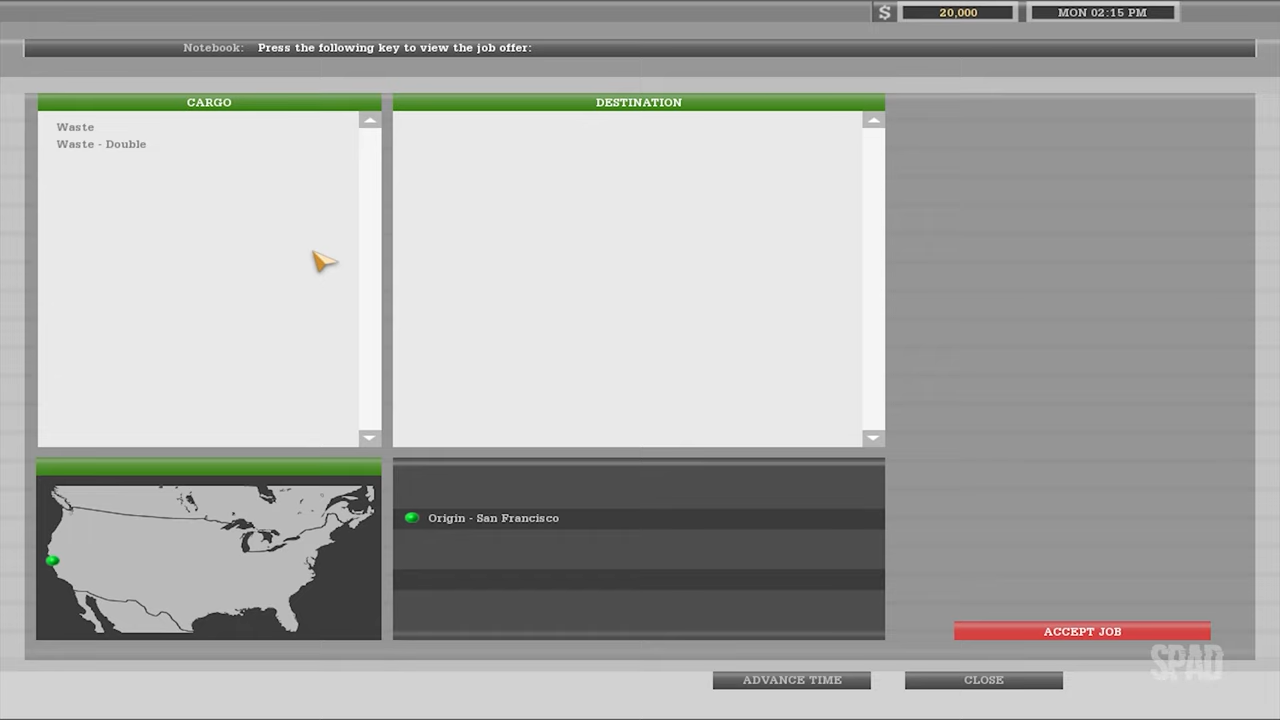 $ 20,000 MON 02:15 PM
Notebook: Press the following key to view the job offer:
CARGO
DESTINATION
Waste
Waste - Double
Origin - San Francisco
ACCEPT JOB
SPAD
ADVANCE TIME
CLOSE